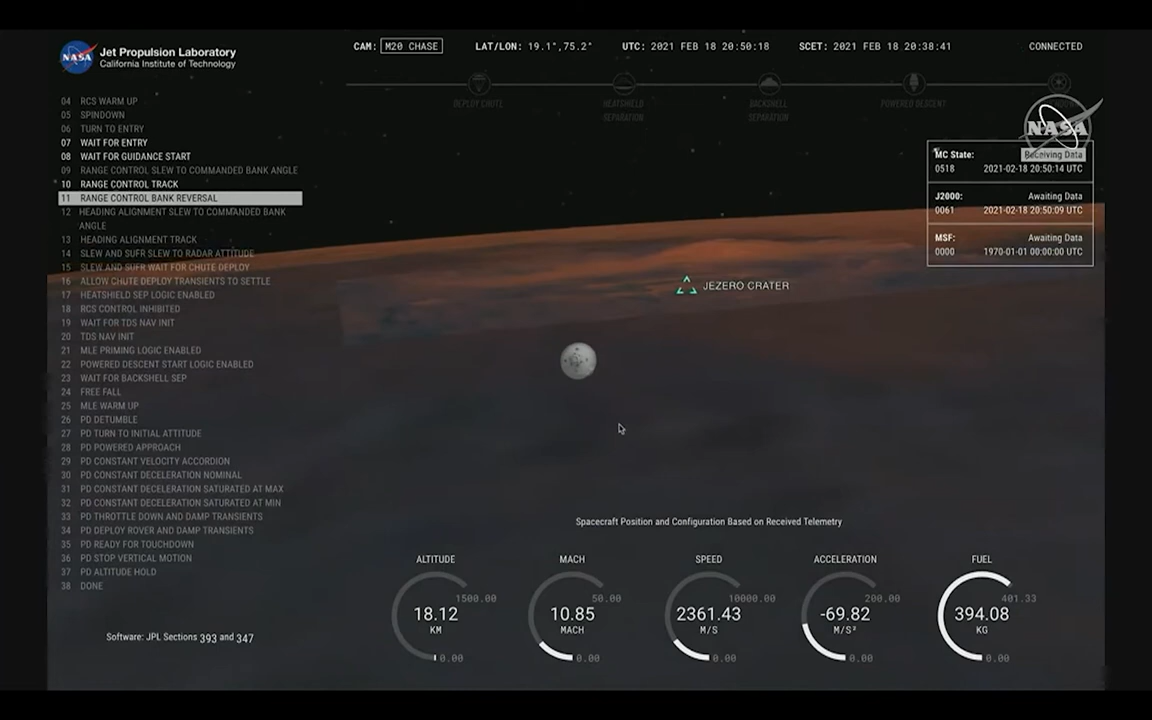 NASA
Jet Propulsion Laboratory
California Institute of Technology
CAM: M20 CHASE LAT/LON: 19.1°,75.2° UTC: 2021 FEB 18 20:50:18 SCET: 2021 FEB 18 20:38:41 CONNECTED
DEPLOY CHUTE
HEATSHIELD
SEPARATION
BACKSHELL
SEPARATION
POWERED DESCENT
NASA
04 RCS WARM UP
05 SPINDOWN
06 TURN TO ENTRY
07 WAIT FOR ENTRY
08 WAIT FOR GUIDANCE START
09 RANGE CONTROL SLEW TO COMMANDED BANK ANGLE
10 RANGE CONTROL TRACK
11 RANGE CONTROL BANK REVERSAL
12 HEADING ALIGNMENT SLEW TO COMMANDED BANK
ANGLE
13 HEADING ALIGNMENT TRACK
14 SLEW AND SUFR SLEW TO RADAR ATTITUDE
15 SLEW AND SUFR WAIT FOR CHUTE DEPLOY
16 ALLOW CHUTE DEPLOY TRANSIENTS TO SETTLE
17 HEATSHIELD SEP LOGIC ENABLED
18 RCS CONTROL INHIBITED
19 WAIT FOR TDS NAV INIT
20 TDS NAV INIT
21 MLE PRIMING LOGIC ENABLED
22 POWERED DESCENT START LOGIC ENABLED
23 WAIT FOR BACKSHELL SEP
24 FREE FALL
25 MLE WARM UP
26 PD DETUMBLE
27 PD TURN TO INITIAL ATTITUDE
28 PD POWERED APPROACH
29 PD CONSTANT VELOCITY ACCORDION
30 PD CONSTANT DECELERATION NOMINAL
31 PD CONSTANT DECELERATION SATURATED AT MAX
32 PD CONSTANT DECELERATION SATURATED AT MIN
33 PD THROTTLE DOWN AND DAMP TRANSIENTS
34 PD DEPLOY ROVER AND DAMP TRANSIENTS
35 PD READY FOR TOUCHDOWN
36 PD STOP VERTICAL MOTION
37 PD ALTITUDE HOLD
38 DONE
Software: JPL Sections 393 and 347
MC State: Receiving Data
0518 2021-02-18 20:50:14 UTC
J2000: Awaiting Data
0061 2021-02-18 20:50:09 UTC
MSF: Awaiting Data
0000 1970-01-01 00:00:00 UTC
JEZERO CRATER
Spacecraft Position and Configuration Based on Received Telemetry
ALTITUDE MACH SPEED ACCELERATION FUEL
1500.00 50.00 10000.00 200.00 401.33
18.12 10.85 2361.43 -69.82 394.08
KM MACH M/S M/S² KG
0.00 0.00 0.00 0.00 0.00